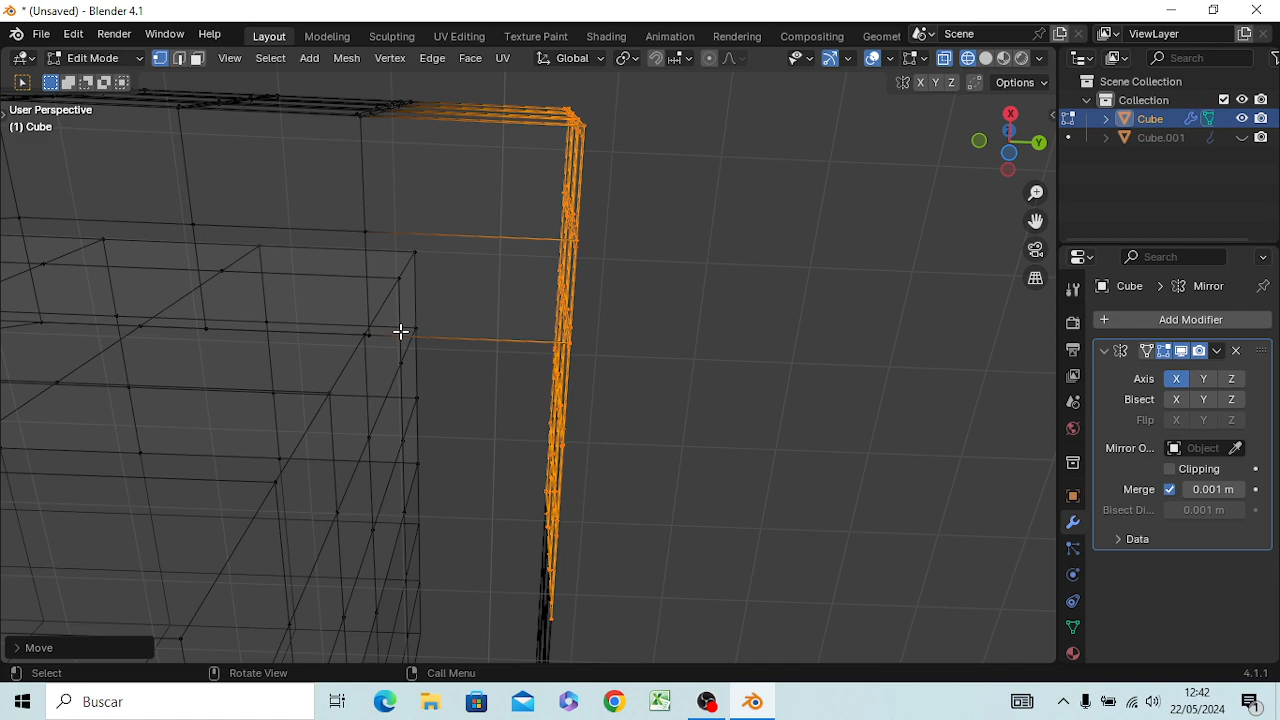 * (Unsaved) - Blender 4.1
File Edit Render Window Help Layout Modeling Sculpting UV Editing Texture Paint Shading Animation Rendering Compositing Geomet Scene ViewLayer
Edit Mode View Select Add Mesh Vertex Edge Face UV Global Search
X Y Z Options
Scene Collection
Collection
Cube
Cube.001
User Perspective
(1) Cube
X
Y
Search
Cube > Mirror
+ Add Modifier
Axis X Y Z
Bisect X Y Z
Flip X Y Z
Mirror O... Object
Clipping
Merge 0.001 m
Bisect Di... 0.001 m
Data
> Move
Select Rotate View Call Menu 4.1.1
Buscar
12:42
22/05/2024
1